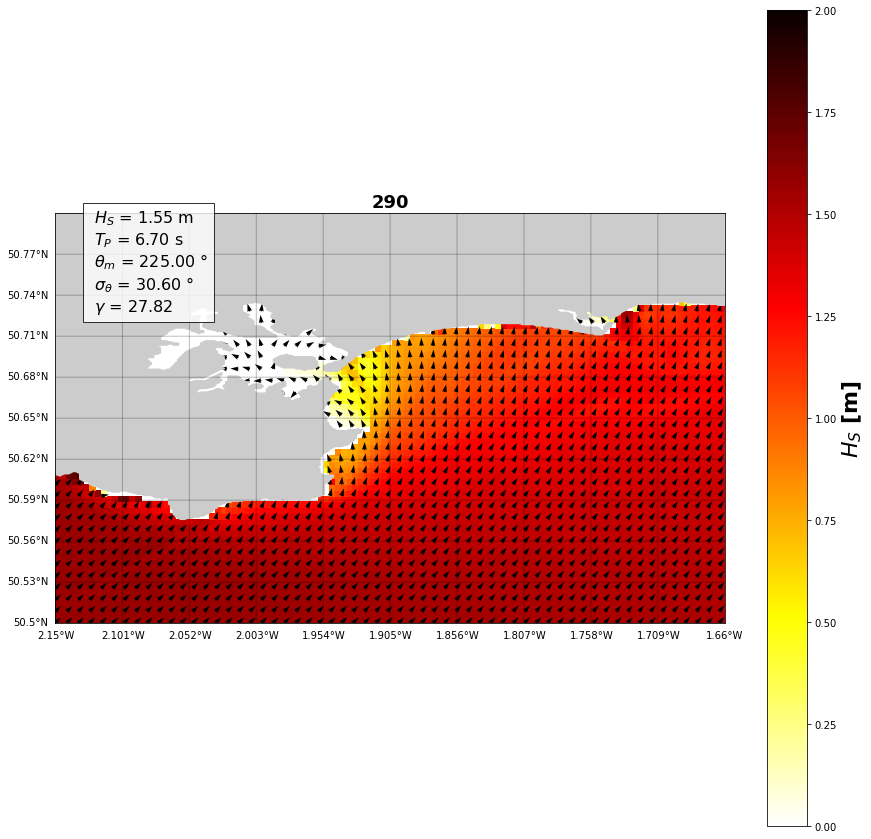 290
H_S = 1.55 m
T_P = 6.70 s
θ_m = 225.00 °
σ_θ = 30.60 °
γ = 27.82
50.77°N
50.74°N
50.71°N
50.68°N
50.65°N
50.62°N
50.59°N
50.56°N
50.53°N
50.5°N
2.15°W 2.101°W 2.052°W 2.003°W 1.954°W 1.905°W 1.856°W 1.807°W 1.758°W 1.709°W 1.66°W
2.00
1.75
1.50
1.25
1.00
0.75
0.50
0.25
0.00
H_S [m]